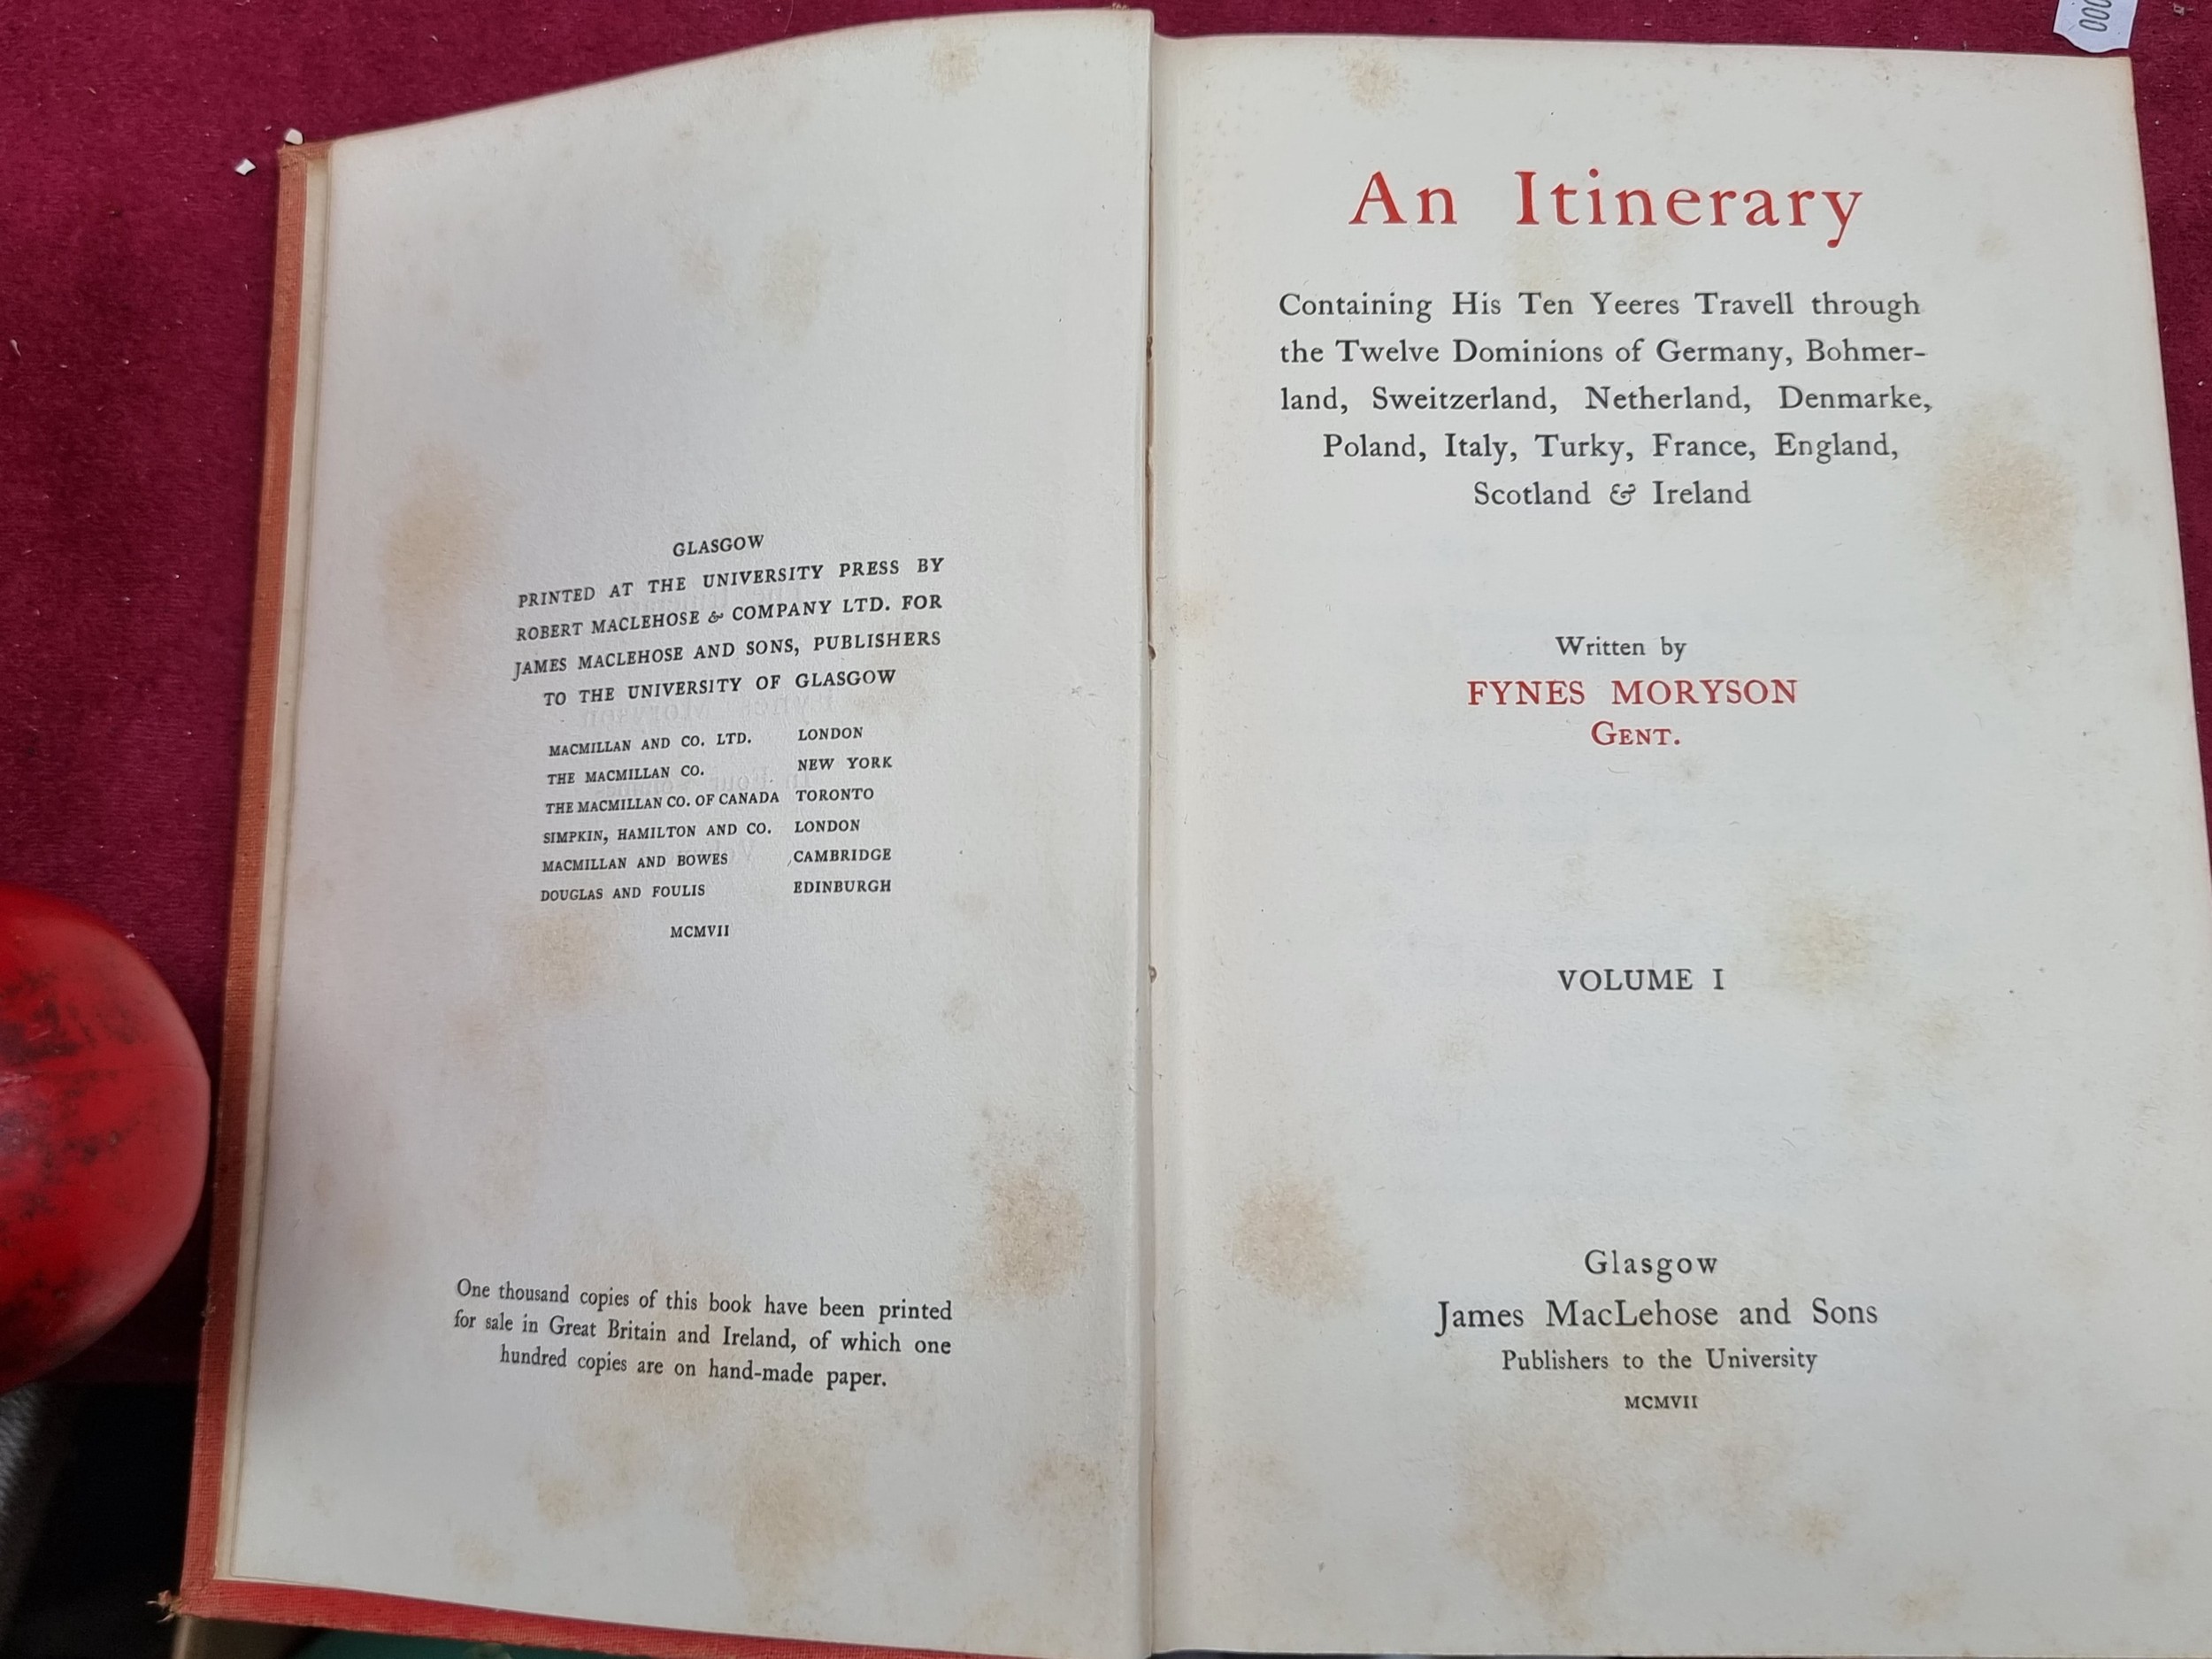 GLASGOW
PRINTED AT THE UNIVERSITY PRESS BY
ROBERT MACLEHOSE & COMPANY LTD. FOR
JAMES MACLEHOSE AND SONS, PUBLISHERS
TO THE UNIVERSITY OF GLASGOW
MACMILLAN AND CO. LTD. LONDON
THE MACMILLAN CO. NEW YORK
THE MACMILLAN CO. OF CANADA TORONTO
SIMPKIN, HAMILTON AND CO. LONDON
MACMILLAN AND BOWES CAMBRIDGE
DOUGLAS AND FOULIS EDINBURGH
MCMVII
One thousand copies of this book have been printed
for sale in Great Britain and Ireland, of which one
hundred copies are on hand-made paper.
An Itinerary
Containing His Ten Yeeres Travell through
the Twelve Dominions of Germany, Bohmer-
land, Sweitzerland, Netherland, Denmarke,
Poland, Italy, Turky, France, England,
Scotland & Ireland
Written by
FYNES MORYSON
GENT.
VOLUME I
Glasgow
James MacLehose and Sons
Publishers to the University
MCMVII